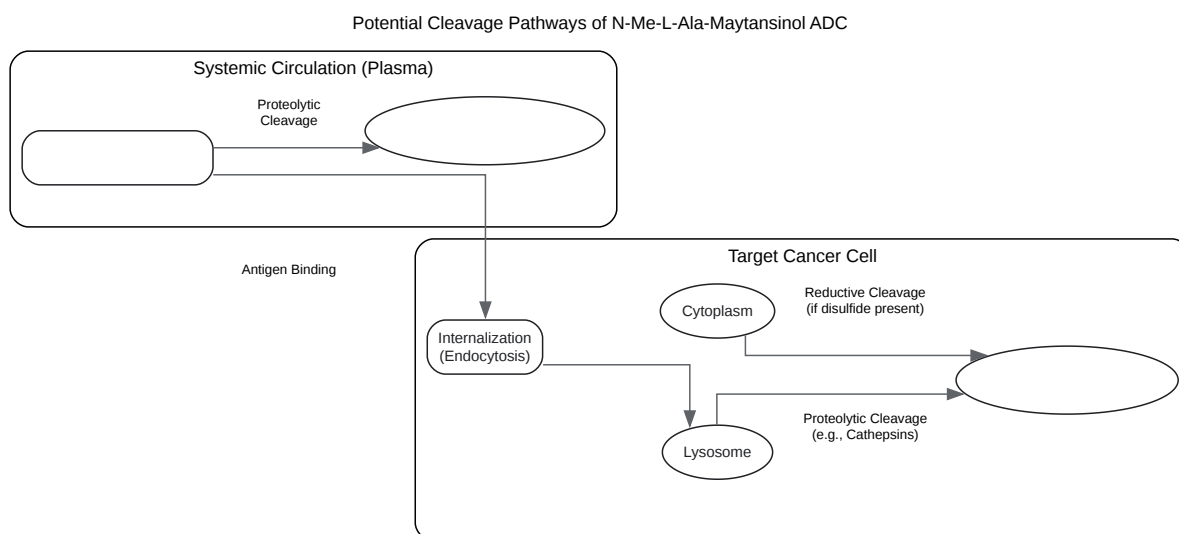 Potential Cleavage Pathways of N-Me-L-Ala-Maytansinol ADC
Systemic Circulation (Plasma)
Proteolytic
Cleavage
Antigen Binding
Target Cancer Cell
Cytoplasm
Reductive Cleavage
(if disulfide present)
Internalization
(Endocytosis)
Proteolytic Cleavage
(e.g., Cathepsins)
Lysosome